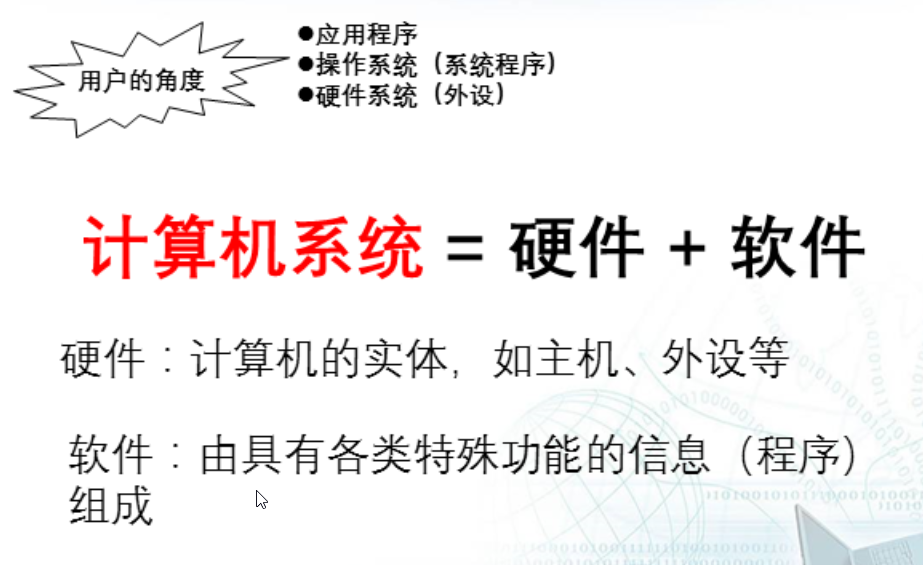 用户的角度
●应用程序
●操作系统（系统程序）
●硬件系统（外设）
计算机系统 = 硬件 + 软件
硬件：计算机的实体，如主机、外设等
软件：由具有各类特殊功能的信息（程序）
组成